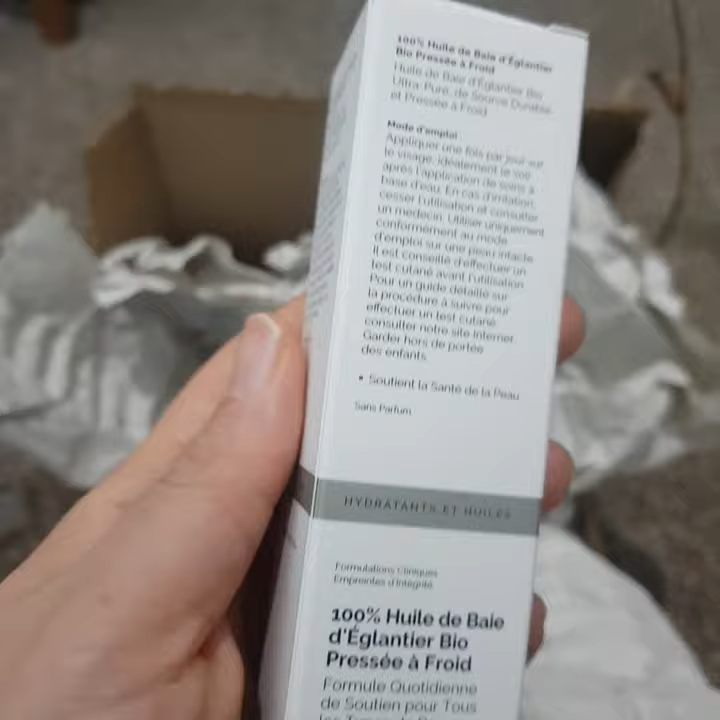 100% Huile de Baie d'Églantier
Bio Pressée à Froid
Huile de Baie d'Églantier Bio
Ultra-Pure, de Source Durable
et Pressée à Froid
Mode d'emploi
Appliquer une fois par jour sur
le visage, idéalement le soir
après l'application de soins à
base d'eau. En cas d'irritation,
cesser l'utilisation et consulter
un médecin. Utiliser uniquement
conformément au mode
d'emploi sur une peau intacte.
Il est conseillé d'effectuer un
test cutané avant l'utilisation.
Pour un guide détaillé sur
la procédure à suivre pour
effectuer un test cutané,
consulter notre site Internet.
Garder hors de portée
des enfants.
• Soutient la Santé de la Peau
Sans Parfum
HYDRATANTS ET HUILES
Formulations Cliniques
Empreintes d'Intégrité
100% Huile de Baie
d'Églantier Bio
Pressée à Froid
Formule Quotidienne
de Soutien pour Tous